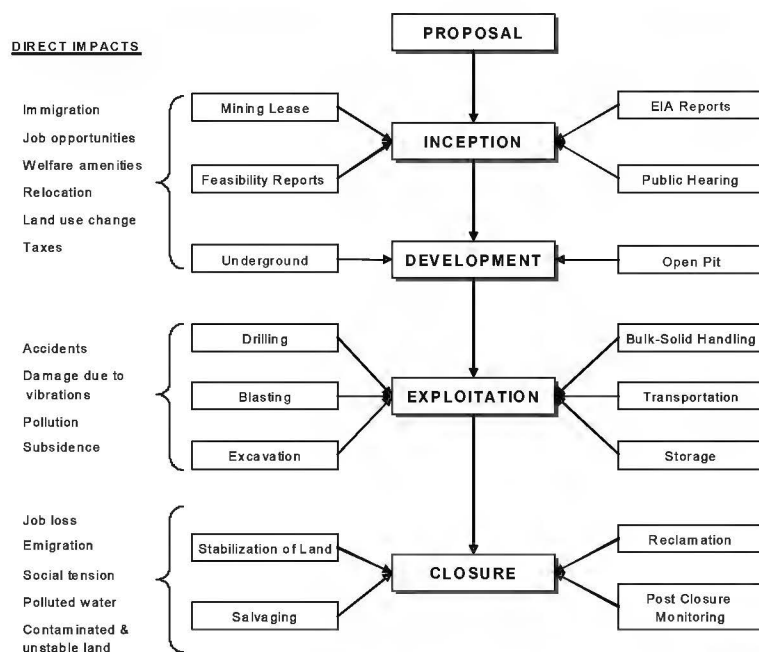 PROPOSAL
DIRECT IMPACTS
Immigration
Job opportunities
Welfare amenities
Relocation
Land use change
Taxes
Mining Lease
Feasibility Reports
INCEPTION
EIA Reports
Public Hearing
Underground
DEVELOPMENT
Open Pit
Accidents
Damage due to
vibrations
Pollution
Subsidence
Drilling
Blasting
Excavation
EXPLOITATION
Bulk-Solid Handling
Transportation
Storage
Job loss
Emigration
Social tension
Polluted water
Contaminated &
unstable land
Stabilization of Land
Salvaging
CLOSURE
Reclamation
Post Closure
Monitoring